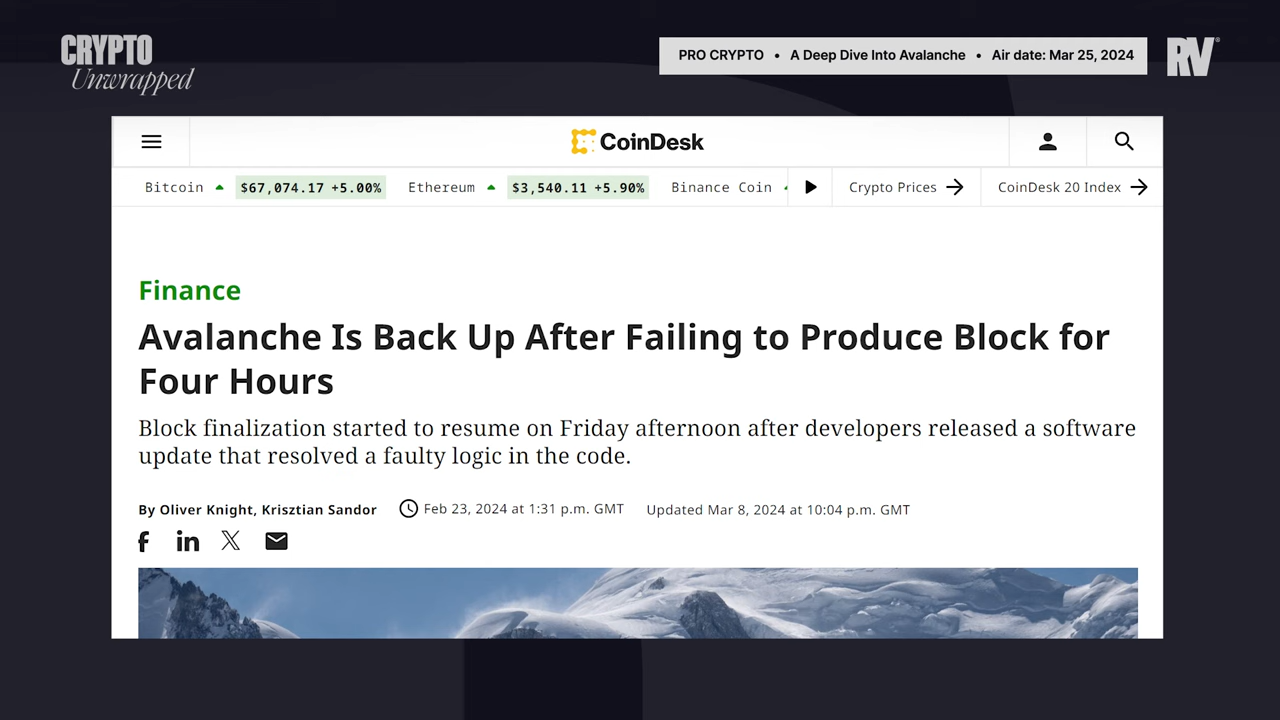 CRYPTO
Unwrapped
PRO CRYPTO • A Deep Dive Into Avalanche • Air date: Mar 25, 2024
RV®
CoinDesk
Bitcoin $67,074.17 +5.00% Ethereum $3,540.11 +5.90% Binance Coin Crypto Prices → CoinDesk 20 Index →
Finance
Avalanche Is Back Up After Failing to Produce Block for
Four Hours
Block finalization started to resume on Friday afternoon after developers released a software
update that resolved a faulty logic in the code.
By Oliver Knight, Krisztian Sandor Feb 23, 2024 at 1:31 p.m. GMT Updated Mar 8, 2024 at 10:04 p.m. GMT